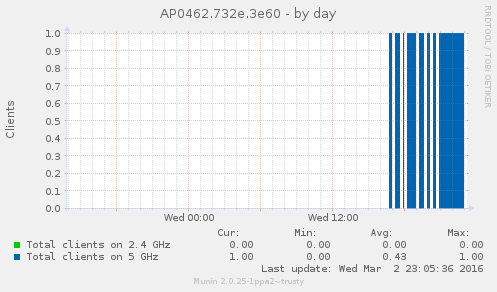 AP0462.732e.3e60 - by day
RRDTOOL / TOBI OETIKER
Clients
1.0
0.9
0.8
0.7
0.6
0.5
0.4
0.3
0.2
0.1
0.0
Wed 00:00 Wed 12:00
Cur: Min: Avg: Max:
Total clients on 2.4 GHz 0.00 0.00 0.00 0.00
Total clients on 5 GHz 1.00 0.00 0.43 1.00
Last update: Wed Mar 2 23:05:36 2016
Munin 2.0.25-1ppa2~trusty